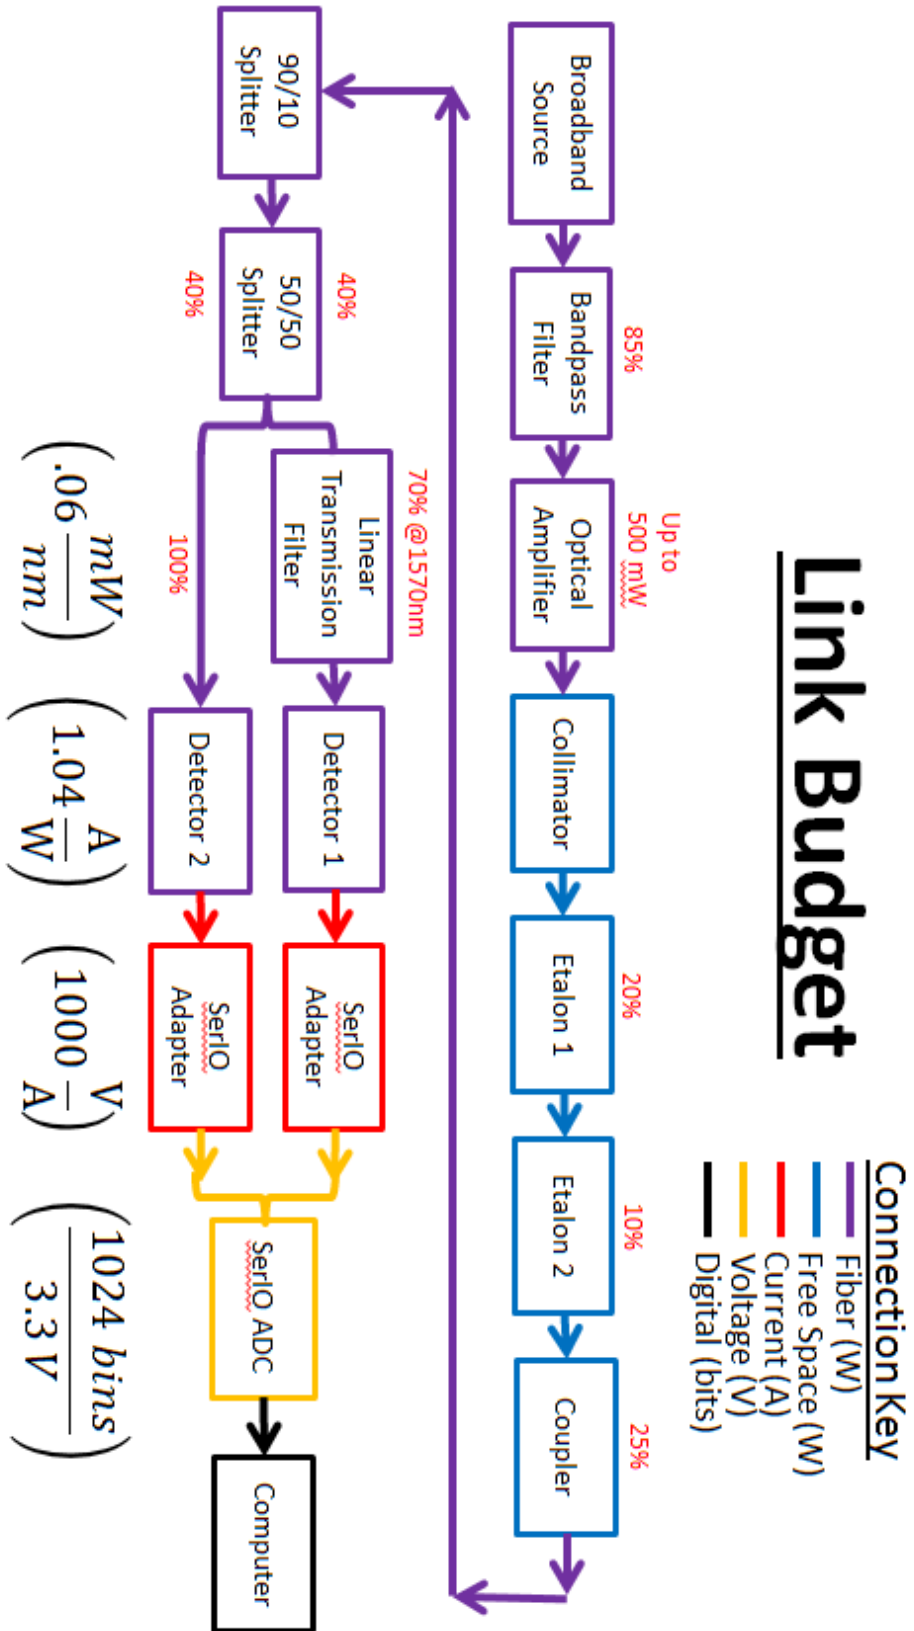 Link Budget
Connection Key
Fiber (W)
Free Space (W)
Current (A)
Voltage (V)
Digital (bits)
Up to
500 mW
85%
20%
10%
25%
Broadband
Source
Bandpass
Filter
Optical
Amplifier
Collimator
Etalon 1
Etalon 2
Coupler
70% @1570nm
40%
90/10
Splitter
50/50
Splitter
Linear
Transmission
Filter
Detector 1
SerIO
Adapter
SerIO ADC
Computer
40%
100%
Detector 2
SerIO
Adapter
(.06 mW/nm)
(1.04 A/W)
(1000 V/A)
(1024 bins/3.3 V)